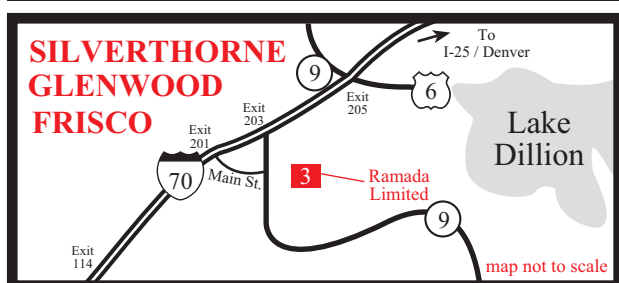 SILVERTHORNE
GLENWOOD
FRISCO
To
I-25 / Denver
9
6
Exit
205
Exit
203
Exit
201
Lake
Dillion
70
Main St.
3
Ramada
Limited
9
Exit
114
map not to scale